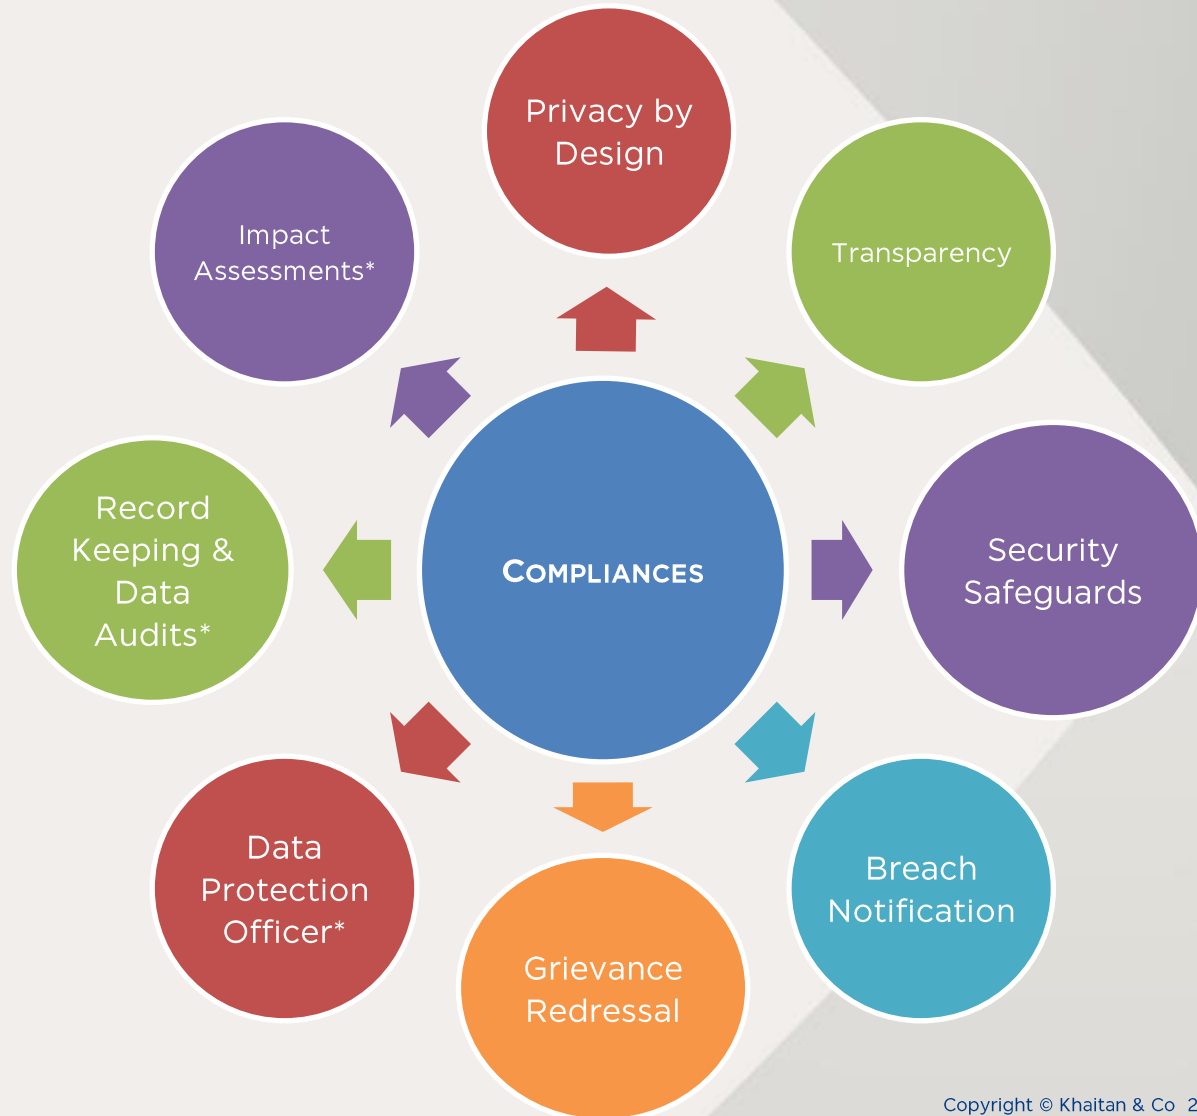 Privacy by
Design
Transparency
Security
Safeguards
Breach
Notification
Grievance
Redressal
Data
Protection
Officer*
Record
Keeping &
Data
Audits*
Impact
Assessments*
COMPLIANCES
Copyright © Khaitan & Co 2